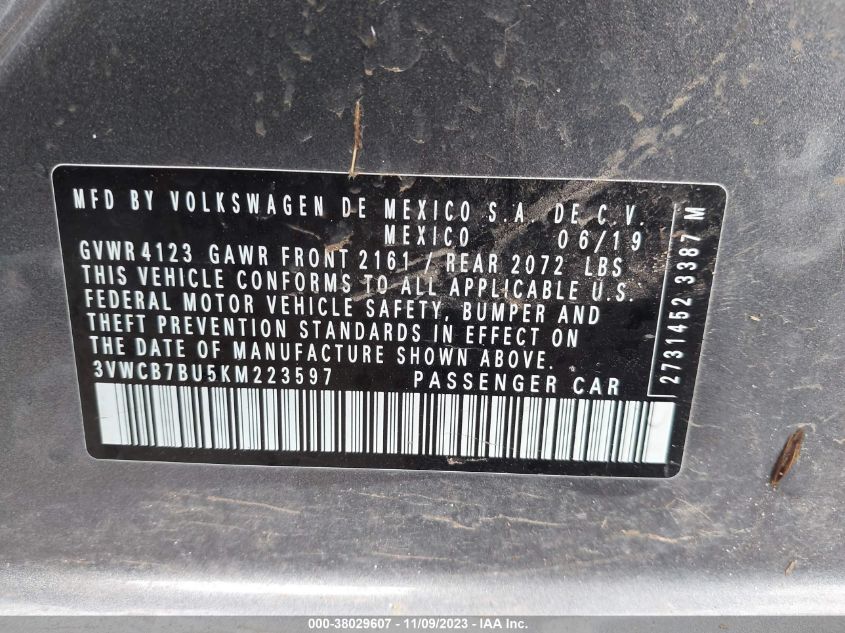 MFD BY VOLKSWAGEN DE MEXICO S.A. DE C.V.
MEXICO 06/19
GVWR 4123 GAWR FRONT 2161 / REAR 2072 LBS
THIS VEHICLE CONFORMS TO ALL APPLICABLE U.S.
FEDERAL MOTOR VEHICLE SAFETY, BUMPER AND
THEFT PREVENTION STANDARDS IN EFFECT ON
THE DATE OF MANUFACTURE SHOWN ABOVE.
3VWCB7BU5KM223597 PASSENGER CAR
2731452 3387 M
000-38029607 - 11/09/2023 - © IAA, Inc.